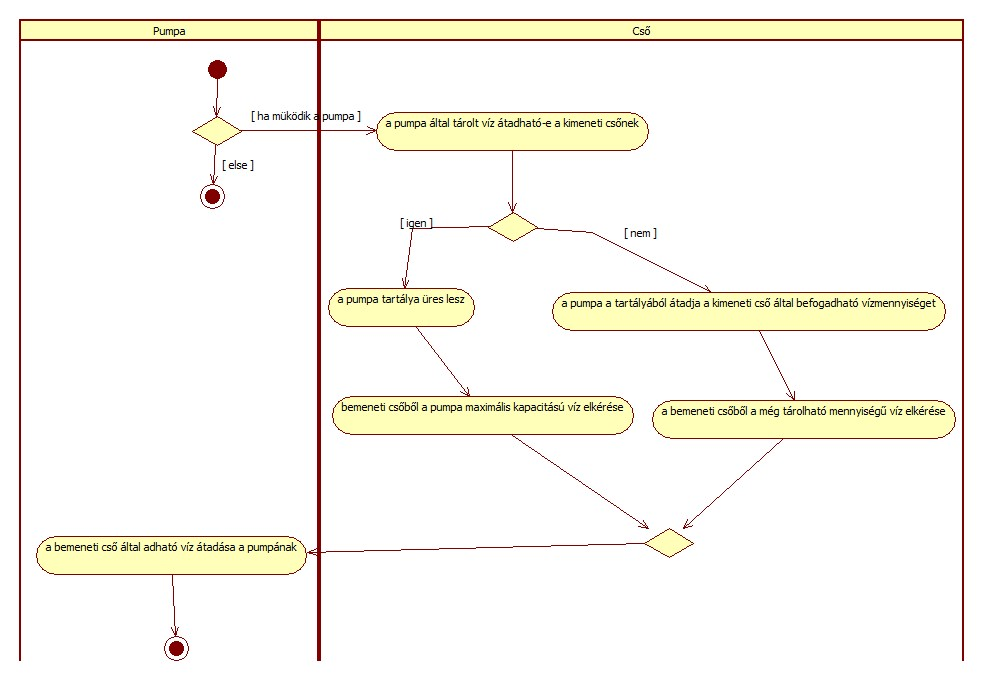 Pumpa
Cső
[ ha müködik a pumpa ]
a pumpa által tárolt víz átadható-e a kimeneti csőnek
[ else ]
[ igen ]
[ nem ]
a pumpa tartálya üres lesz
a pumpa a tartályából átadja a kimeneti cső által befogadható vízmennyiséget
bemeneti csőből a pumpa maximális kapacitású víz elkérése
a bemeneti csőből a még tárolható mennyiségű víz elkérése
a bemeneti cső által adható víz átadása a pumpának